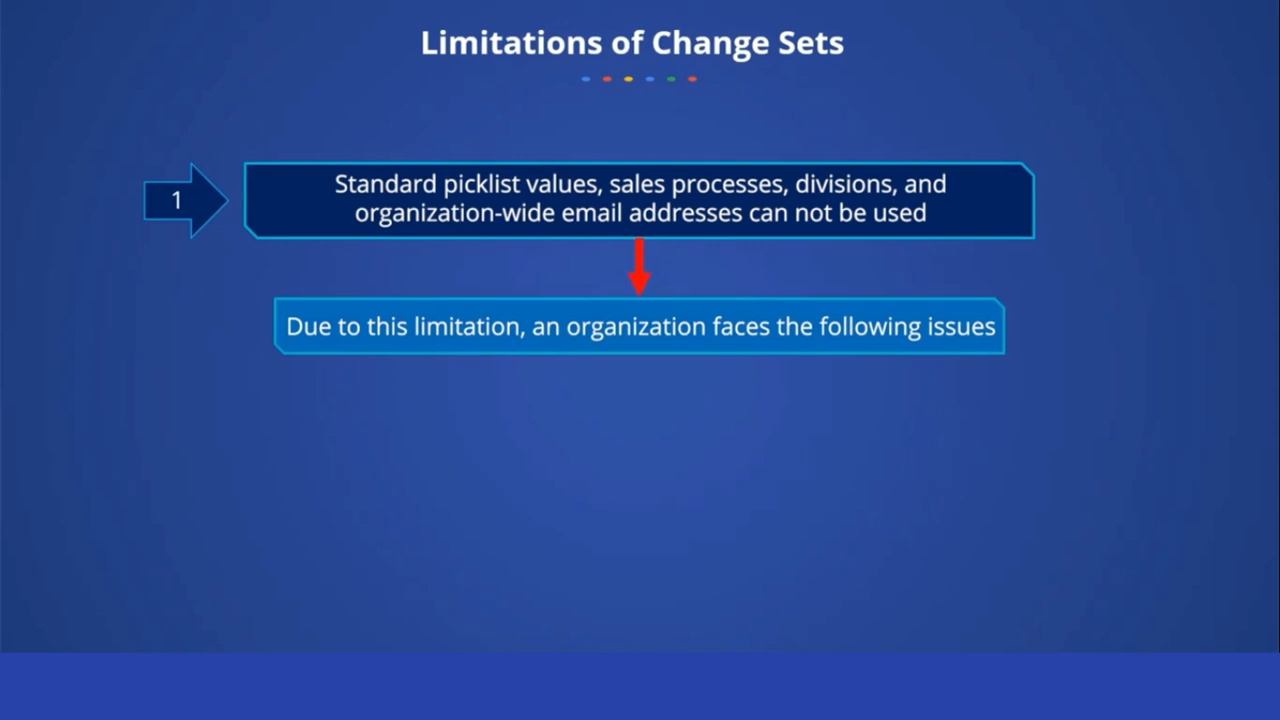 Limitations of Change Sets
1
Standard picklist values, sales processes, divisions, and
organization-wide email addresses can not be used
Due to this limitation, an organization faces the following issues